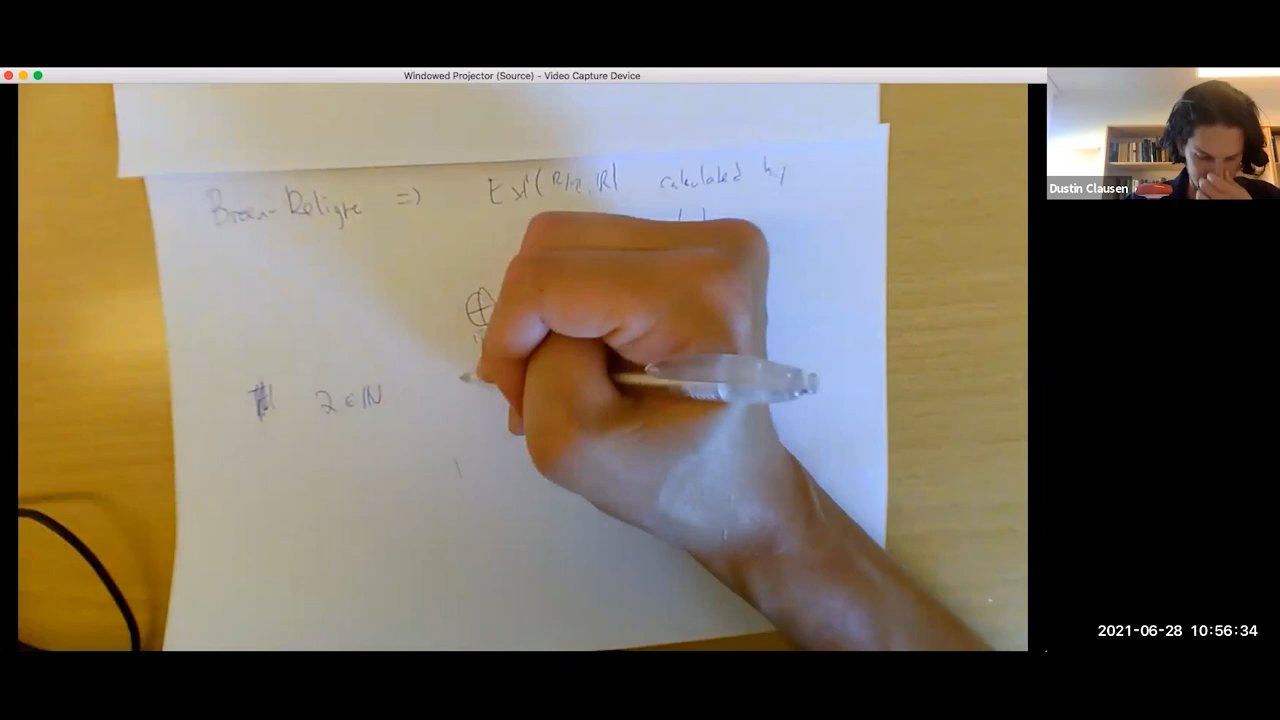 Windowed Projector (Source) - Video Capture Device
Dustin Clausen
Breen-Deligne => Ext^i(R/Z, R) calculated by
⊕
2 ∈ IN
2021-06-28 10:56:34